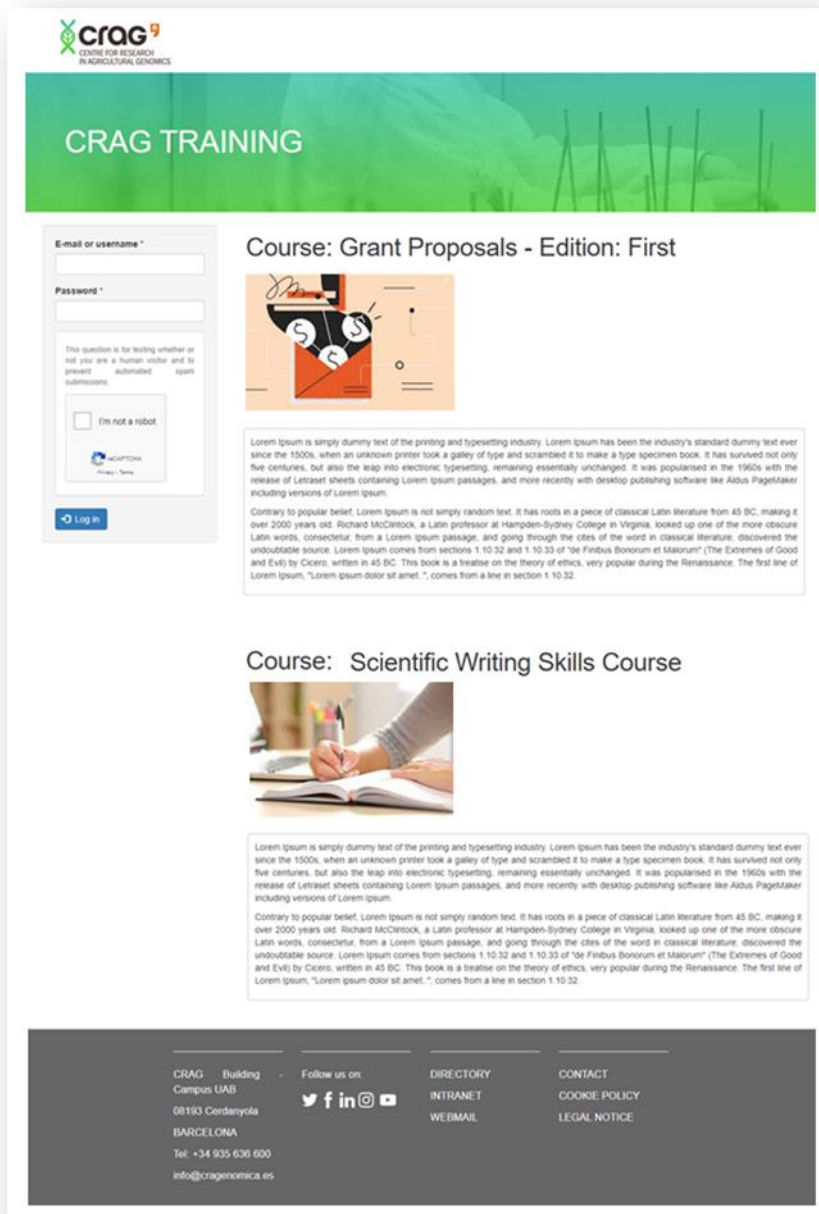 crag
CENTRE FOR RESEARCH
IN AGRICULTURAL GENOMICS
CRAG TRAINING
E-mail or username *
Password *
This question is for testing whether or
not you are a human visitor and to
prevent automated spam
submissions.
I'm not a robot
reCAPTCHA
Privacy - Terms
Log in
Course: Grant Proposals - Edition: First
Lorem Ipsum is simply dummy text of the printing and typesetting industry. Lorem Ipsum has been the industry's standard dummy text ever
since the 1500s, when an unknown printer took a galley of type and scrambled it to make a type specimen book. It has survived not only
five centuries, but also the leap into electronic typesetting, remaining essentially unchanged. It was popularised in the 1960s with the
release of Letraset sheets containing Lorem Ipsum passages, and more recently with desktop publishing software like Aldus PageMaker
including versions of Lorem Ipsum.
Contrary to popular belief, Lorem Ipsum is not simply random text. It has roots in a piece of classical Latin literature from 45 BC, making it
over 2000 years old. Richard McClintock, a Latin professor at Hampden-Sydney College in Virginia, looked up one of the more obscure
Latin words, consectetur, from a Lorem Ipsum passage, and going through the cites of the word in classical literature, discovered the
undoubtable source. Lorem Ipsum comes from sections 1.10.32 and 1.10.33 of "de Finibus Bonorum et Malorum" (The Extremes of Good
and Evil) by Cicero, written in 45 BC. This book is a treatise on the theory of ethics, very popular during the Renaissance. The first line of
Lorem Ipsum, "Lorem ipsum dolor sit amet..", comes from a line in section 1.10.32.
Course: Scientific Writing Skills Course
Lorem Ipsum is simply dummy text of the printing and typesetting industry. Lorem Ipsum has been the industry's standard dummy text ever
since the 1500s, when an unknown printer took a galley of type and scrambled it to make a type specimen book. It has survived not only
five centuries, but also the leap into electronic typesetting, remaining essentially unchanged. It was popularised in the 1960s with the
release of Letraset sheets containing Lorem Ipsum passages, and more recently with desktop publishing software like Aldus PageMaker
including versions of Lorem Ipsum.
Contrary to popular belief, Lorem Ipsum is not simply random text. It has roots in a piece of classical Latin literature from 45 BC, making it
over 2000 years old. Richard McClintock, a Latin professor at Hampden-Sydney College in Virginia, looked up one of the more obscure
Latin words, consectetur, from a Lorem Ipsum passage, and going through the cites of the word in classical literature, discovered the
undoubtable source. Lorem Ipsum comes from sections 1.10.32 and 1.10.33 of "de Finibus Bonorum et Malorum" (The Extremes of Good
and Evil) by Cicero, written in 45 BC. This book is a treatise on the theory of ethics, very popular during the Renaissance. The first line of
Lorem Ipsum, "Lorem ipsum dolor sit amet..", comes from a line in section 1.10.32.
CRAG Building -
Campus UAB
08193 Cerdanyola
BARCELONA
Tel: +34 935 636 600
info@cragenomica.es
Follow us on:
DIRECTORY
INTRANET
WEBMAIL
CONTACT
COOKIE POLICY
LEGAL NOTICE